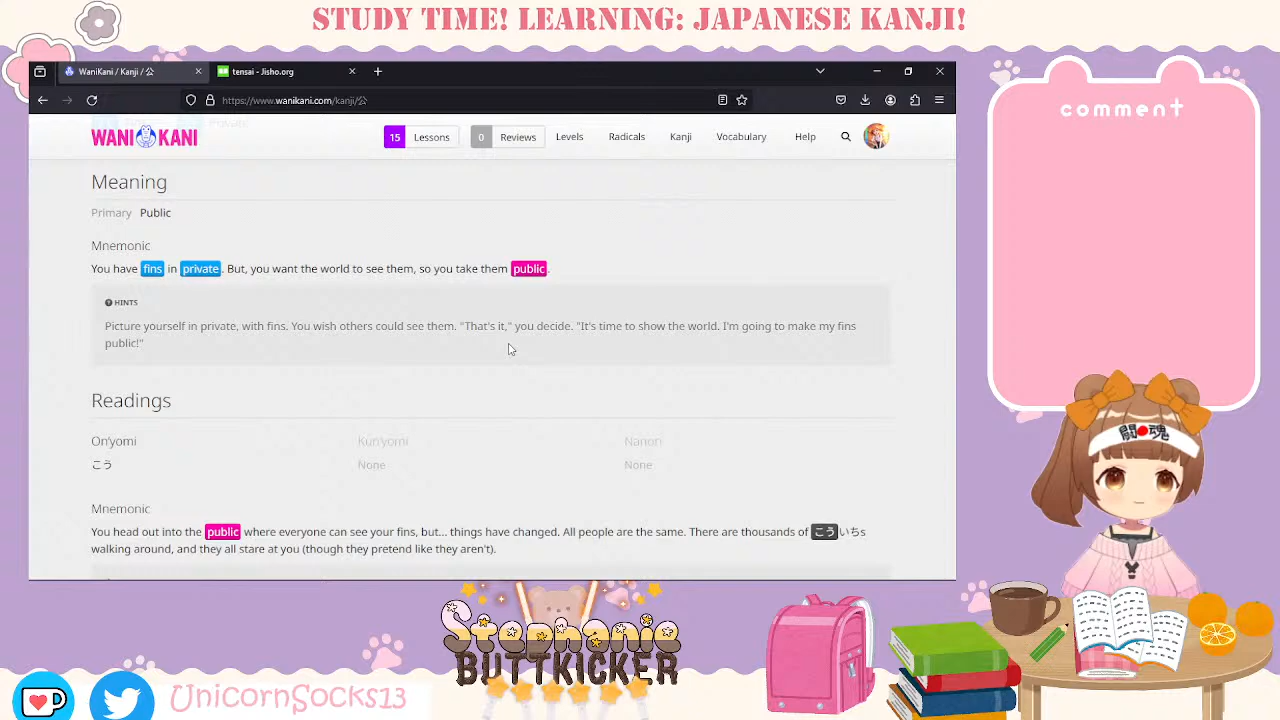 STUDY TIME! LEARNING: JAPANESE KANJI!
WaniKani / Kanji / 公
tensai - Jisho.org
https://www.wanikani.com/kanji/公
comment
WANI KANI
15 Lessons
0 Reviews
Levels
Radicals
Kanji
Vocabulary
Help
Meaning
Primary Public
Mnemonic
You have fins in private. But, you want the world to see them, so you take them public.
HINTS
Picture yourself in private, with fins. You wish others could see them. "That's it," you decide. "It's time to show the world. I'm going to make my fins
public!"
Readings
On'yomi
Kun'yomi
Nanori
こう
None
None
Mnemonic
You head out into the public where everyone can see your fins, but... things have changed. All people are the same. There are thousands of こういちs
walking around, and they all stare at you (though they pretend like they aren't).
闘魂
Stephanie
BUTTKICKER
UnicornSocks13